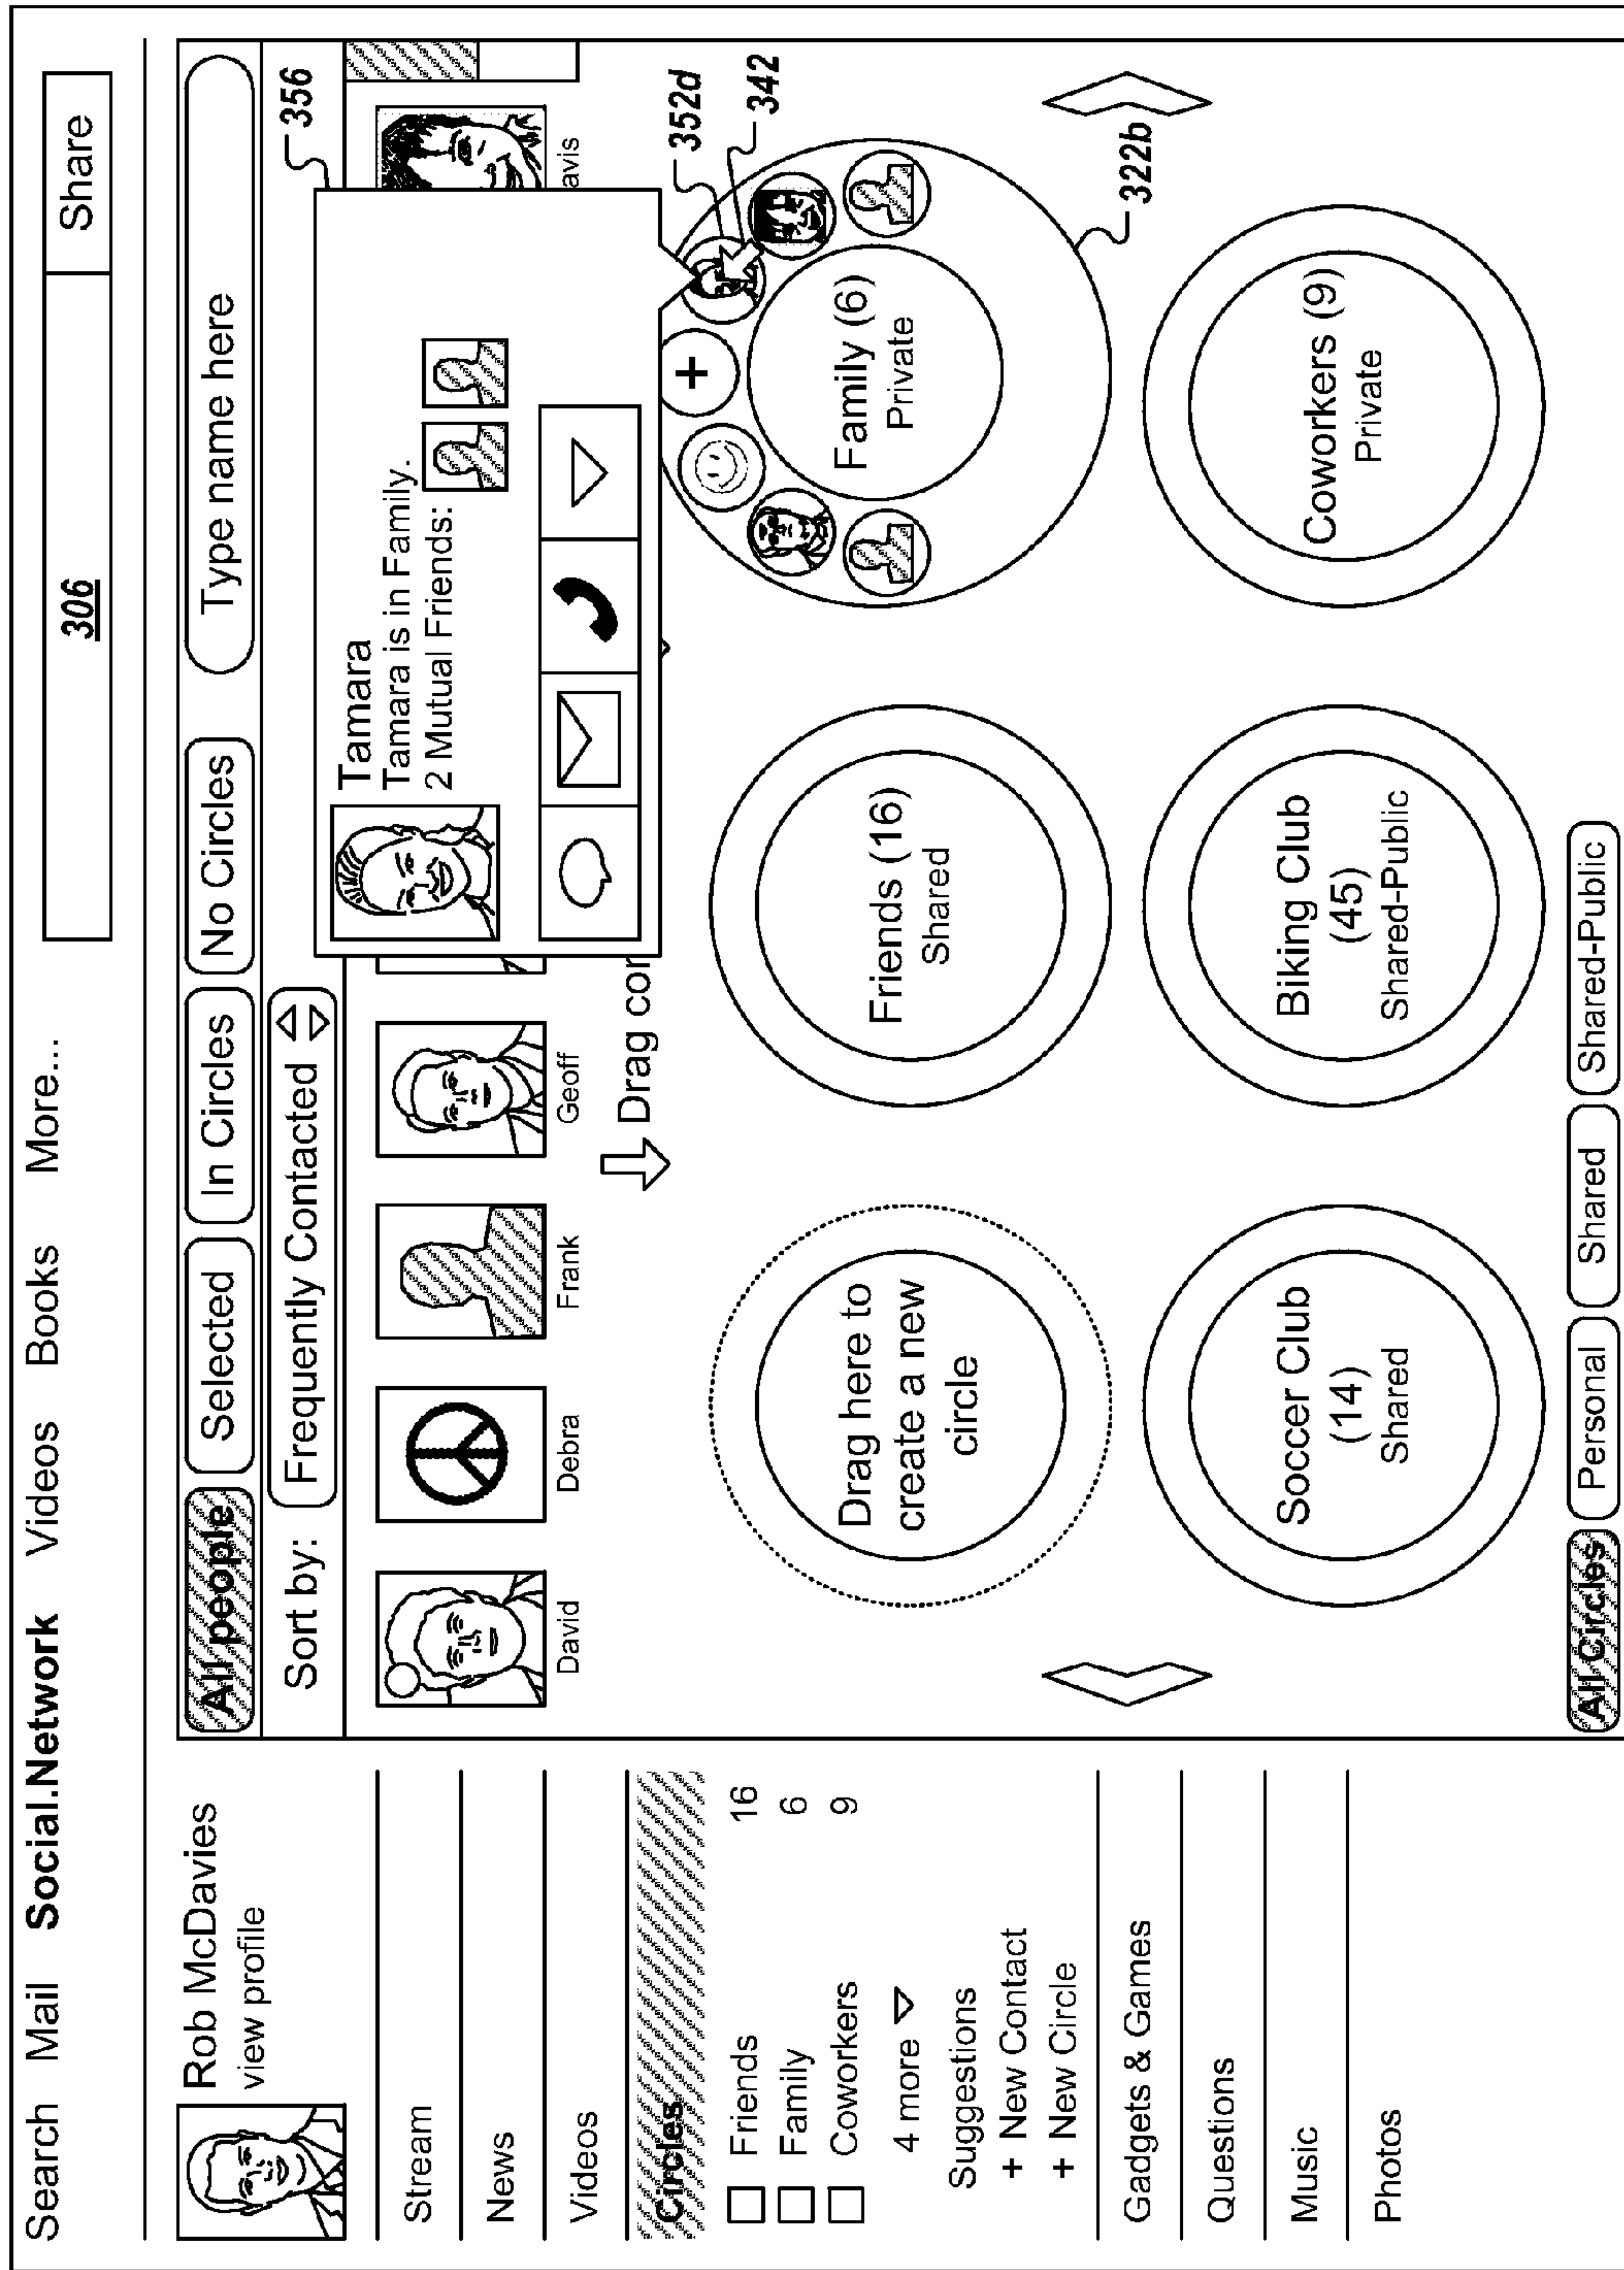 Search Mail Social.Network Videos Books More...
306 Share
Rob McDavies
view profile
Stream
News
Videos
Circles
Friends 16
Family 6
Coworkers 9
4 more
Suggestions
+ New Contact
+ New Circle
Gadgets & Games
Questions
Music
Photos
All people Selected In Circles No Circles Type name here
Sort by: Frequently Contacted
356
David Debra Frank Geoff avis
Tamara
Tamara is in Family.
2 Mutual Friends:
Drag cor
352d
342
+
Drag here to
create a new
circle
Friends (16)
Shared
Family (6)
Private
322b
Soccer Club
(14)
Shared
Biking Club
(45)
Shared-Public
Coworkers (9)
Private
All Circles Personal Shared Shared-Public